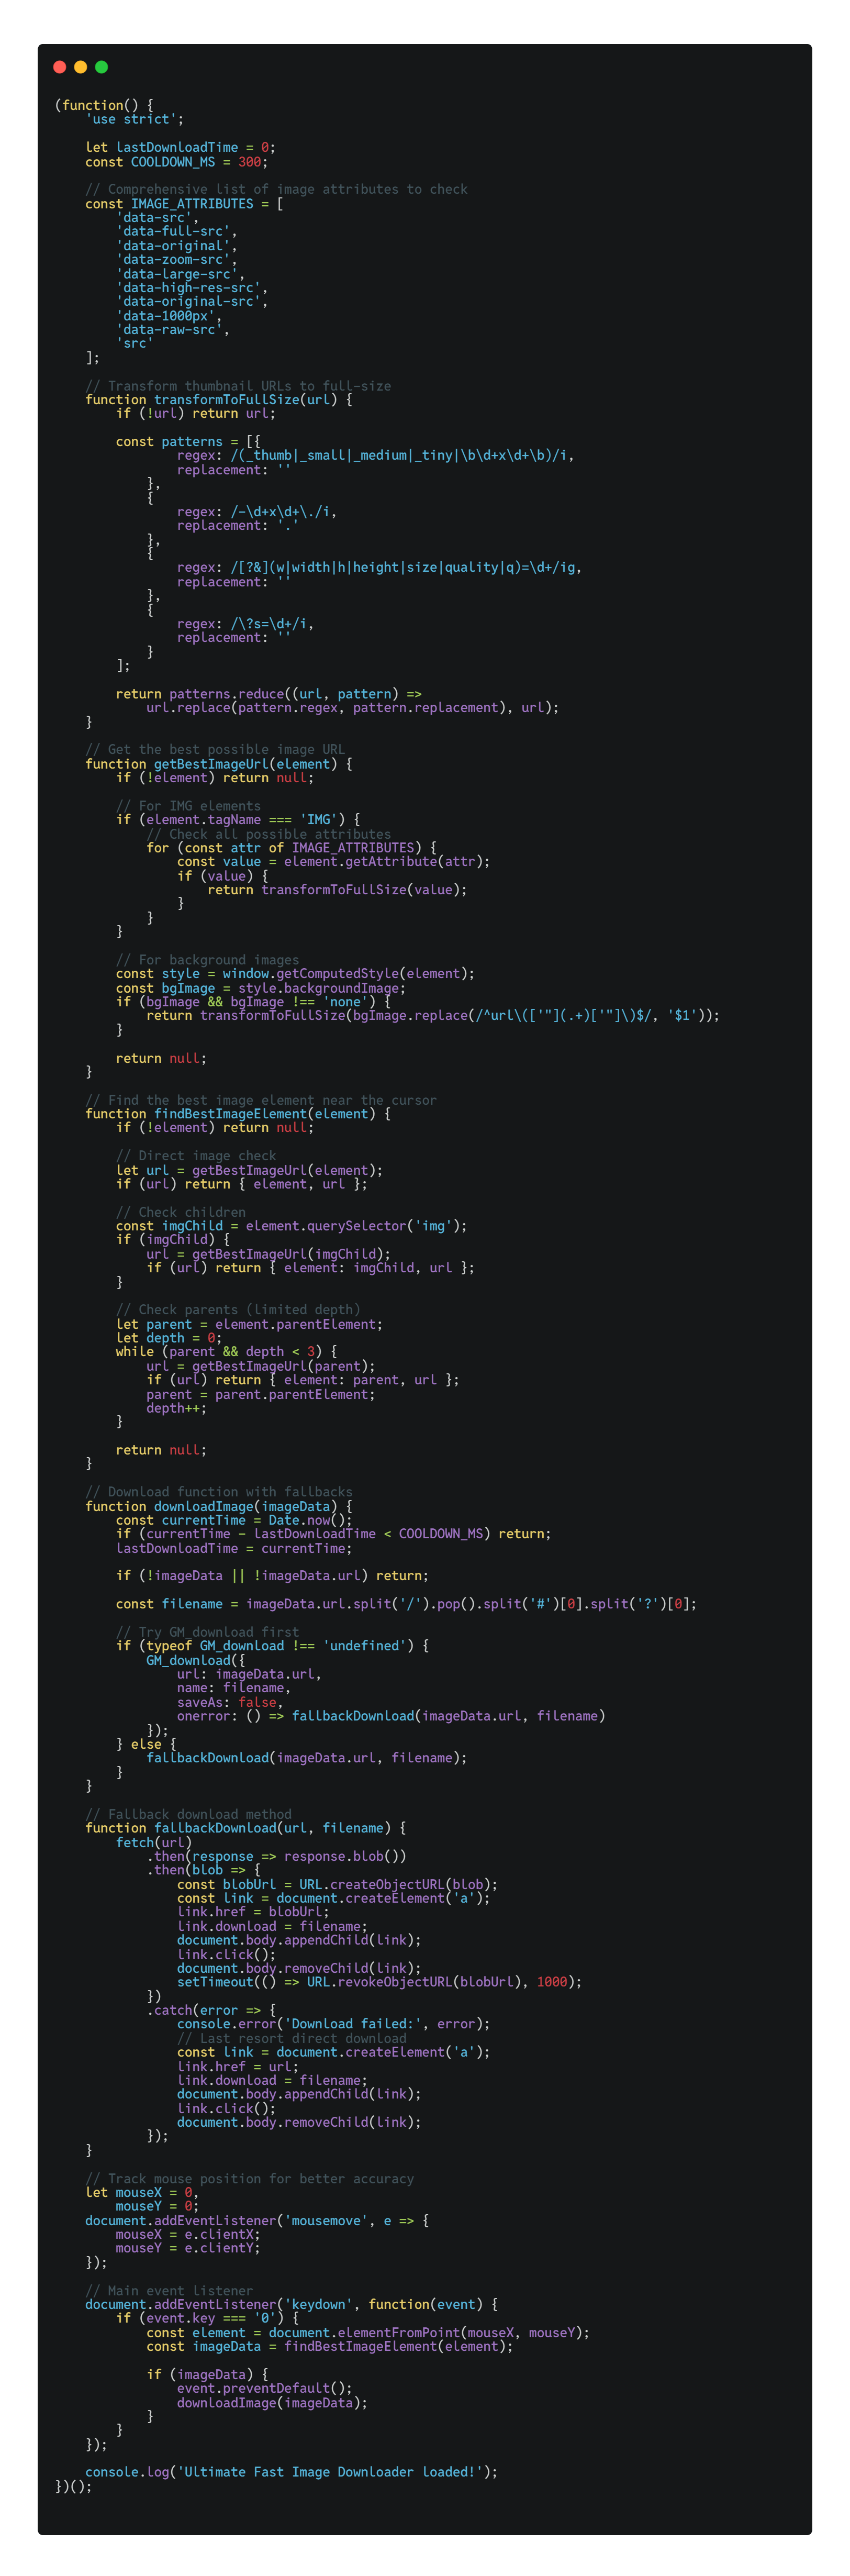 (function() {
    'use strict';

    let lastDownloadTime = 0;
    const COOLDOWN_MS = 300;

    // Comprehensive list of image attributes to check
    const IMAGE_ATTRIBUTES = [
        'data-src',
        'data-full-src',
        'data-original',
        'data-zoom-src',
        'data-large-src',
        'data-high-res-src',
        'data-original-src',
        'data-1000px',
        'data-raw-src',
        'src'
    ];

    // Transform thumbnail URLs to full-size
    function transformToFullSize(url) {
        if (!url) return url;

        const patterns = [{
                regex: /(_thumb|_small|_medium|_tiny|\b\d+x\d+\b)/i,
                replacement: ''
            },
            {
                regex: /-\d+x\d+\./i,
                replacement: '.'
            },
            {
                regex: /[?&](w|width|h|height|size|quality|q)=\d+/ig,
                replacement: ''
            },
            {
                regex: /\?s=\d+/i,
                replacement: ''
            }
        ];

        return patterns.reduce((url, pattern) =>
            url.replace(pattern.regex, pattern.replacement), url);
    }

    // Get the best possible image URL
    function getBestImageUrl(element) {
        if (!element) return null;

        // For IMG elements
        if (element.tagName === 'IMG') {
            // Check all possible attributes
            for (const attr of IMAGE_ATTRIBUTES) {
                const value = element.getAttribute(attr);
                if (value) {
                    return transformToFullSize(value);
                }
            }
        }

        // For background images
        const style = window.getComputedStyle(element);
        const bgImage = style.backgroundImage;
        if (bgImage && bgImage !== 'none') {
            return transformToFullSize(bgImage.replace(/^url\(['"](.+)['"]\)$/, '$1'));
        }

        return null;
    }

    // Find the best image element near the cursor
    function findBestImageElement(element) {
        if (!element) return null;

        // Direct image check
        let url = getBestImageUrl(element);
        if (url) return { element, url };

        // Check children
        const imgChild = element.querySelector('img');
        if (imgChild) {
            url = getBestImageUrl(imgChild);
            if (url) return { element: imgChild, url };
        }

        // Check parents (limited depth)
        let parent = element.parentElement;
        let depth = 0;
        while (parent && depth < 3) {
            url = getBestImageUrl(parent);
            if (url) return { element: parent, url };
            parent = parent.parentElement;
            depth++;
        }

        return null;
    }

    // Download function with fallbacks
    function downloadImage(imageData) {
        const currentTime = Date.now();
        if (currentTime - lastDownloadTime < COOLDOWN_MS) return;
        lastDownloadTime = currentTime;

        if (!imageData || !imageData.url) return;

        const filename = imageData.url.split('/').pop().split('#')[0].split('?')[0];

        // Try GM_download first
        if (typeof GM_download !== 'undefined') {
            GM_download({
                url: imageData.url,
                name: filename,
                saveAs: false,
                onerror: () => fallbackDownload(imageData.url, filename)
            });
        } else {
            fallbackDownload(imageData.url, filename);
        }
    }

    // Fallback download method
    function fallbackDownload(url, filename) {
        fetch(url)
            .then(response => response.blob())
            .then(blob => {
                const blobUrl = URL.createObjectURL(blob);
                const link = document.createElement('a');
                link.href = blobUrl;
                link.download = filename;
                document.body.appendChild(link);
                link.click();
                document.body.removeChild(link);
                setTimeout(() => URL.revokeObjectURL(blobUrl), 1000);
            })
            .catch(error => {
                console.error('Download failed:', error);
                // Last resort direct download
                const link = document.createElement('a');
                link.href = url;
                link.download = filename;
                document.body.appendChild(link);
                link.click();
                document.body.removeChild(link);
            });
    }

    // Track mouse position for better accuracy
    let mouseX = 0,
        mouseY = 0;
    document.addEventListener('mousemove', e => {
        mouseX = e.clientX;
        mouseY = e.clientY;
    });

    // Main event listener
    document.addEventListener('keydown', function(event) {
        if (event.key === '0') {
            const element = document.elementFromPoint(mouseX, mouseY);
            const imageData = findBestImageElement(element);

            if (imageData) {
                event.preventDefault();
                downloadImage(imageData);
            }
        }
    });

    console.log('Ultimate Fast Image Downloader loaded!');
})();